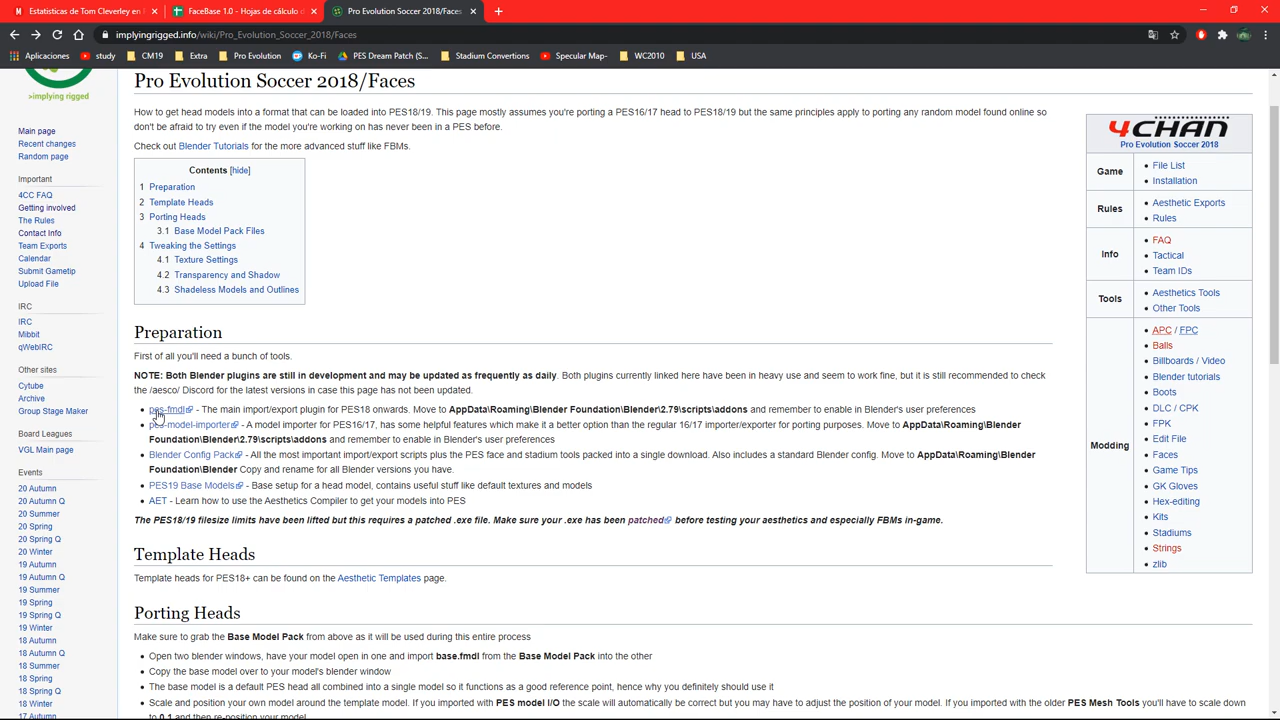 Estatísticas de Tom Cleverley en
FaceBase 1.0 - Hojas de cálculo d
Pro Evolution Soccer 2018/Faces
implyingrigged.info/wiki/Pro_Evolution_Soccer_2018/Faces
Aplicaciones
study
CM19
Extra
Pro Evolution
Ko-Fi
PES Dream Patch (S...
Stadium Convertions
Specular Map-
WC2010
USA
>implying rigged
Main page
Recent changes
Random page
Important
4CC FAQ
Getting involved
The Rules
Contact Info
Team Exports
Calendar
Submit Gametip
Upload File
IRC
IRC
Mibbit
qWebIRC
Other sites
Cytube
Archive
Group Stage Maker
Board Leagues
VGL Main page
Events
20 Autumn
20 Autumn Q
20 Summer
20 Spring
20 Spring Q
20 Winter
19 Autumn
19 Autumn Q
19 Summer
19 Spring
19 Spring Q
19 Winter
18 Autumn
18 Autumn Q
18 Summer
18 Spring
18 Spring Q
18 Winter
17 Autumn
Pro Evolution Soccer 2018/Faces
How to get head models into a format that can be loaded into PES18/19. This page mostly assumes you're porting a PES16/17 head to PES18/19 but the same principles apply to porting any random model found online so
don't be afraid to try even if the model you're working on has never been in a PES before.
Check out Blender Tutorials for the more advanced stuff like FBMs.
Contents [hide]
1 Preparation
2 Template Heads
3 Porting Heads
3.1 Base Model Pack Files
4 Tweaking the Settings
4.1 Texture Settings
4.2 Transparency and Shadow
4.3 Shadeless Models and Outlines
Preparation
First of all you'll need a bunch of tools.
NOTE: Both Blender plugins are still in development and may be updated as frequently as daily. Both plugins currently linked here have been in heavy use and seem to work fine, but it is still recommended to check
the /aesco/ Discord for the latest versions in case this page has not been updated.
• pes-fmdl - The main import/export plugin for PES18 onwards. Move to AppData\Roaming\Blender Foundation\Blender\2.79\scripts\addons and remember to enable in Blender's user preferences
• pes-model-importer - A model importer for PES16/17, has some helpful features which make it a better option than the regular 16/17 importer/exporter for porting purposes. Move to AppData\Roaming\Blender
Foundation\Blender\2.79\scripts\addons and remember to enable in Blender's user preferences
• Blender Config Pack - All the most important import/export scripts plus the PES face and stadium tools packed into a single download. Also includes a standard Blender config. Move to AppData\Roaming\Blender
Foundation\Blender Copy and rename for all Blender versions you have.
• PES19 Base Models - Base setup for a head model, contains useful stuff like default textures and models
• AET - Learn how to use the Aesthetics Compiler to get your models into PES
The PES18/19 filesize limits have been lifted but this requires a patched .exe file. Make sure your .exe has been patched before testing your aesthetics and especially FBMs in-game.
Template Heads
Template heads for PES18+ can be found on the Aesthetic Templates page.
Porting Heads
Make sure to grab the Base Model Pack from above as it will be used during this entire process
• Open two blender windows, have your model open in one and import base.fmdl from the Base Model Pack into the other
• Copy the base model over to your model's blender window
• The base model is a default PES head all combined into a single model so it functions as a good reference point, hence why you definitely should use it
• Scale and position your own model around the template model. If you imported with PES model I/O the scale will automatically be correct but you may have to adjust the position of your model. If you imported with the older PES Mesh Tools you'll have to scale down
to 0.1 and then re-position your model
4CHAN
Pro Evolution Soccer 2018
Game
• File List
• Installation
Rules
• Aesthetic Exports
• Rules
Info
• FAQ
• Tactical
• Team IDs
Tools
• Aesthetics Tools
• Other Tools
Modding
• APC / FPC
• Balls
• Billboards / Video
• Blender tutorials
• Boots
• DLC / CPK
• FPK
• Edit File
• Faces
• Game Tips
• GK Gloves
• Hex-editing
• Kits
• Stadiums
• Strings
• zlib